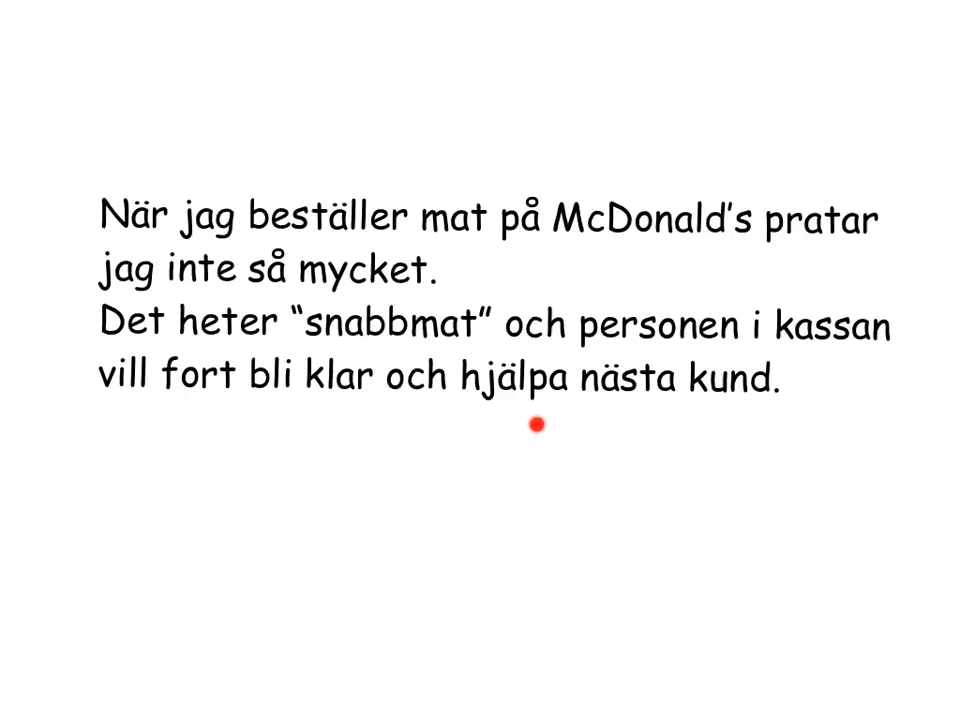 När jag beställer mat på McDonald's pratar
jag inte så mycket.
Det heter “snabbmat” och personen i kassan
vill fort bli klar och hjälpa nästa kund.